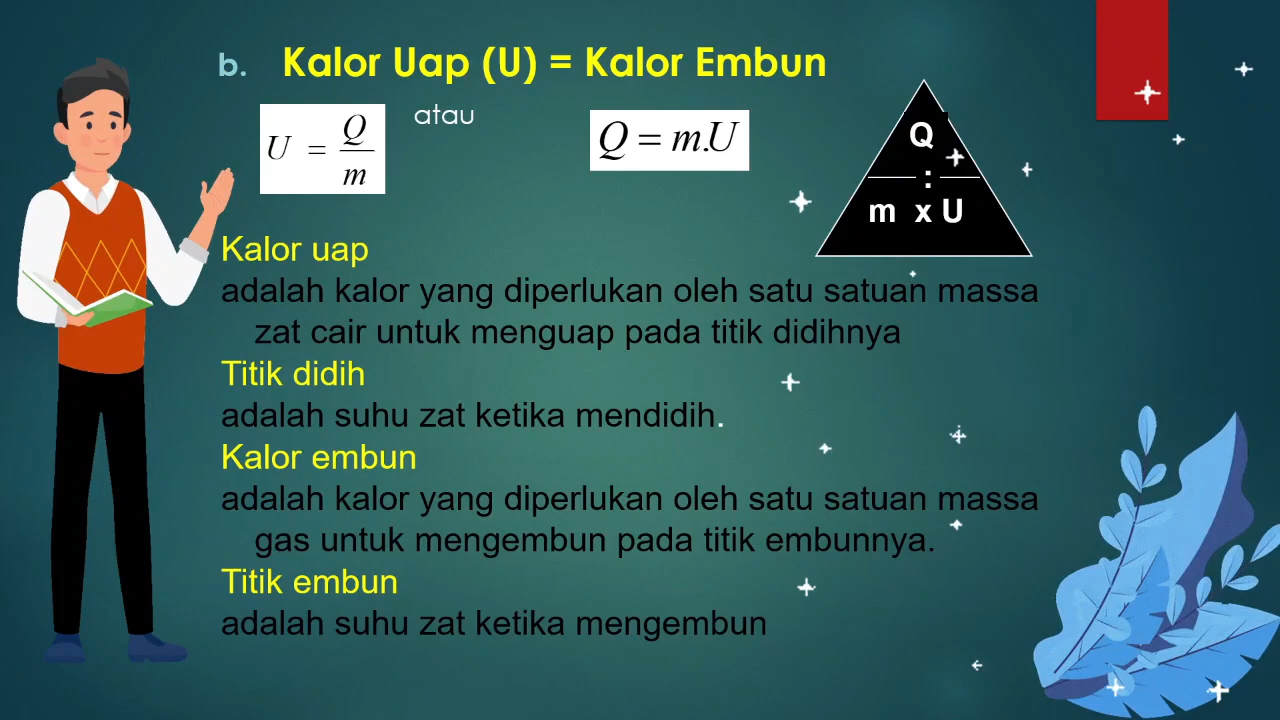 b. Kalor Uap (U) = Kalor Embun
U = Q/m
atau
Q = m.U
Q
:
m x U
Kalor uap
adalah kalor yang diperlukan oleh satu satuan massa
zat cair untuk menguap pada titik didihnya
Titik didih
adalah suhu zat ketika mendidih.
Kalor embun
adalah kalor yang diperlukan oleh satu satuan massa
gas untuk mengembun pada titik embunnya.
Titik embun
adalah suhu zat ketika mengembun